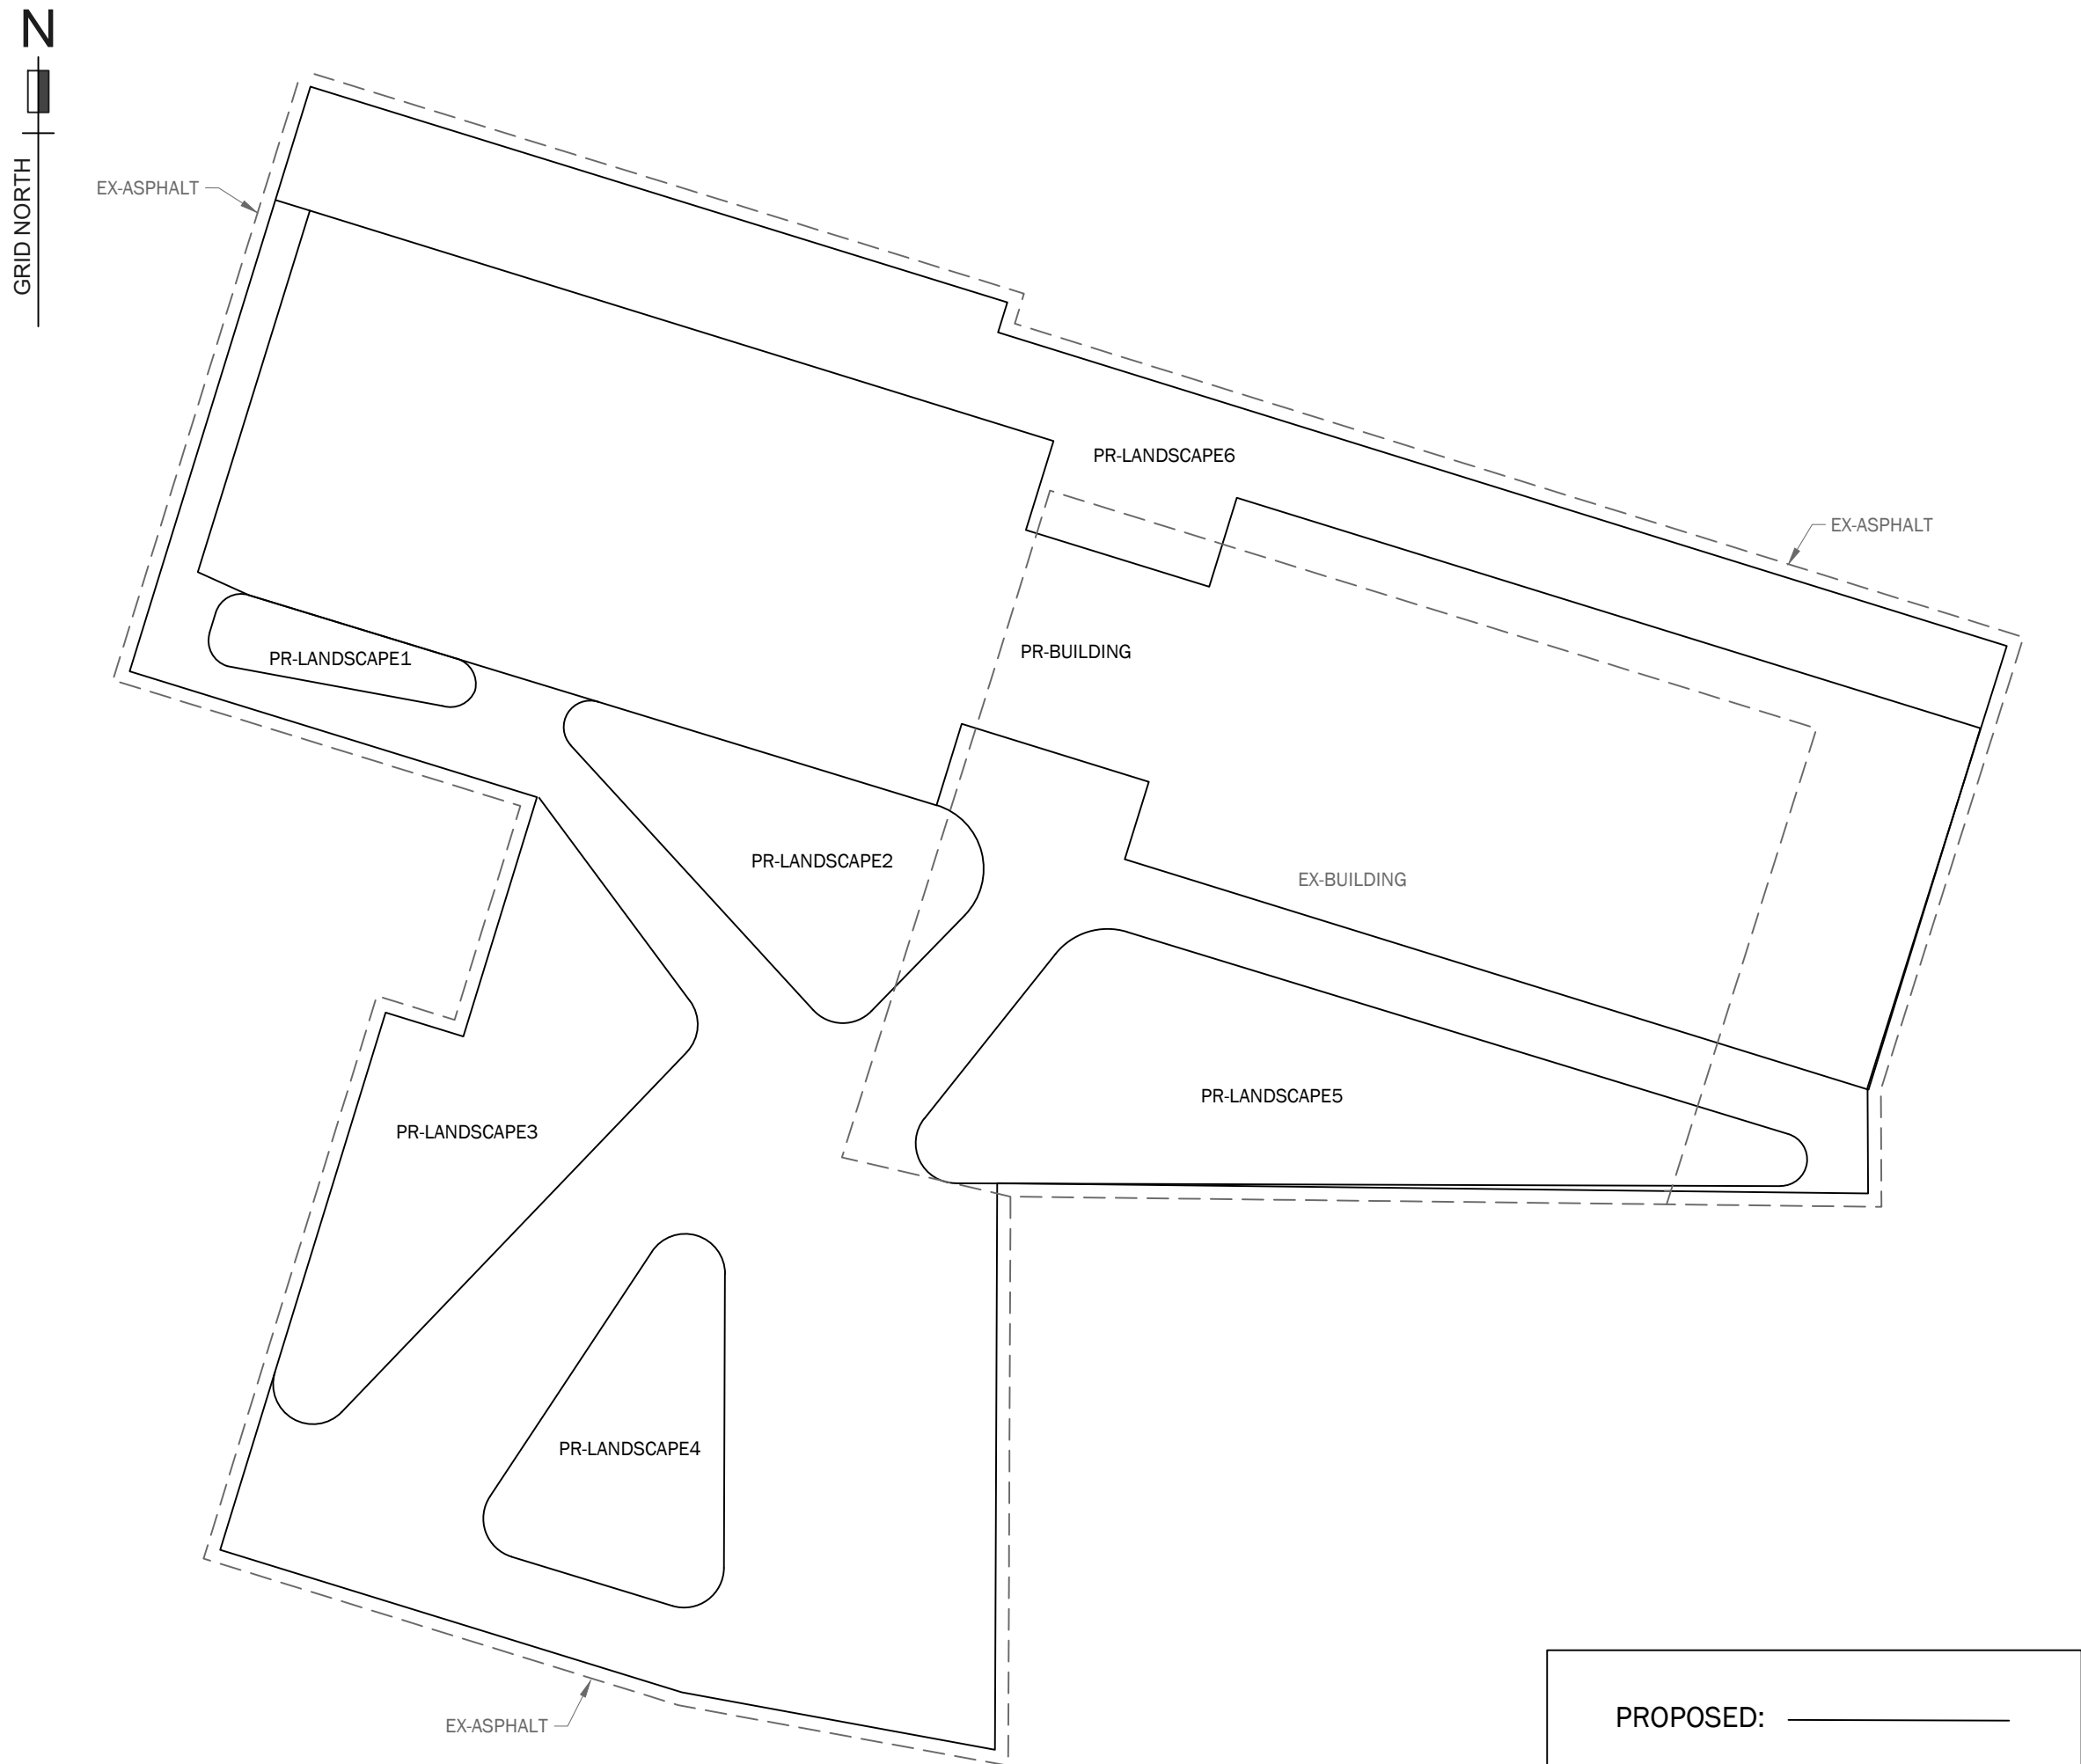 N
GRID NORTH
EX-ASPHALT
PR-LANDSCAPE6
EX-ASPHALT
PR-BUILDING
PR-LANDSCAPE1
PR-LANDSCAPE2
EX-BUILDING
PR-LANDSCAPE5
PR-LANDSCAPE3
PR-LANDSCAPE4
EX-ASPHALT
PROPOSED: